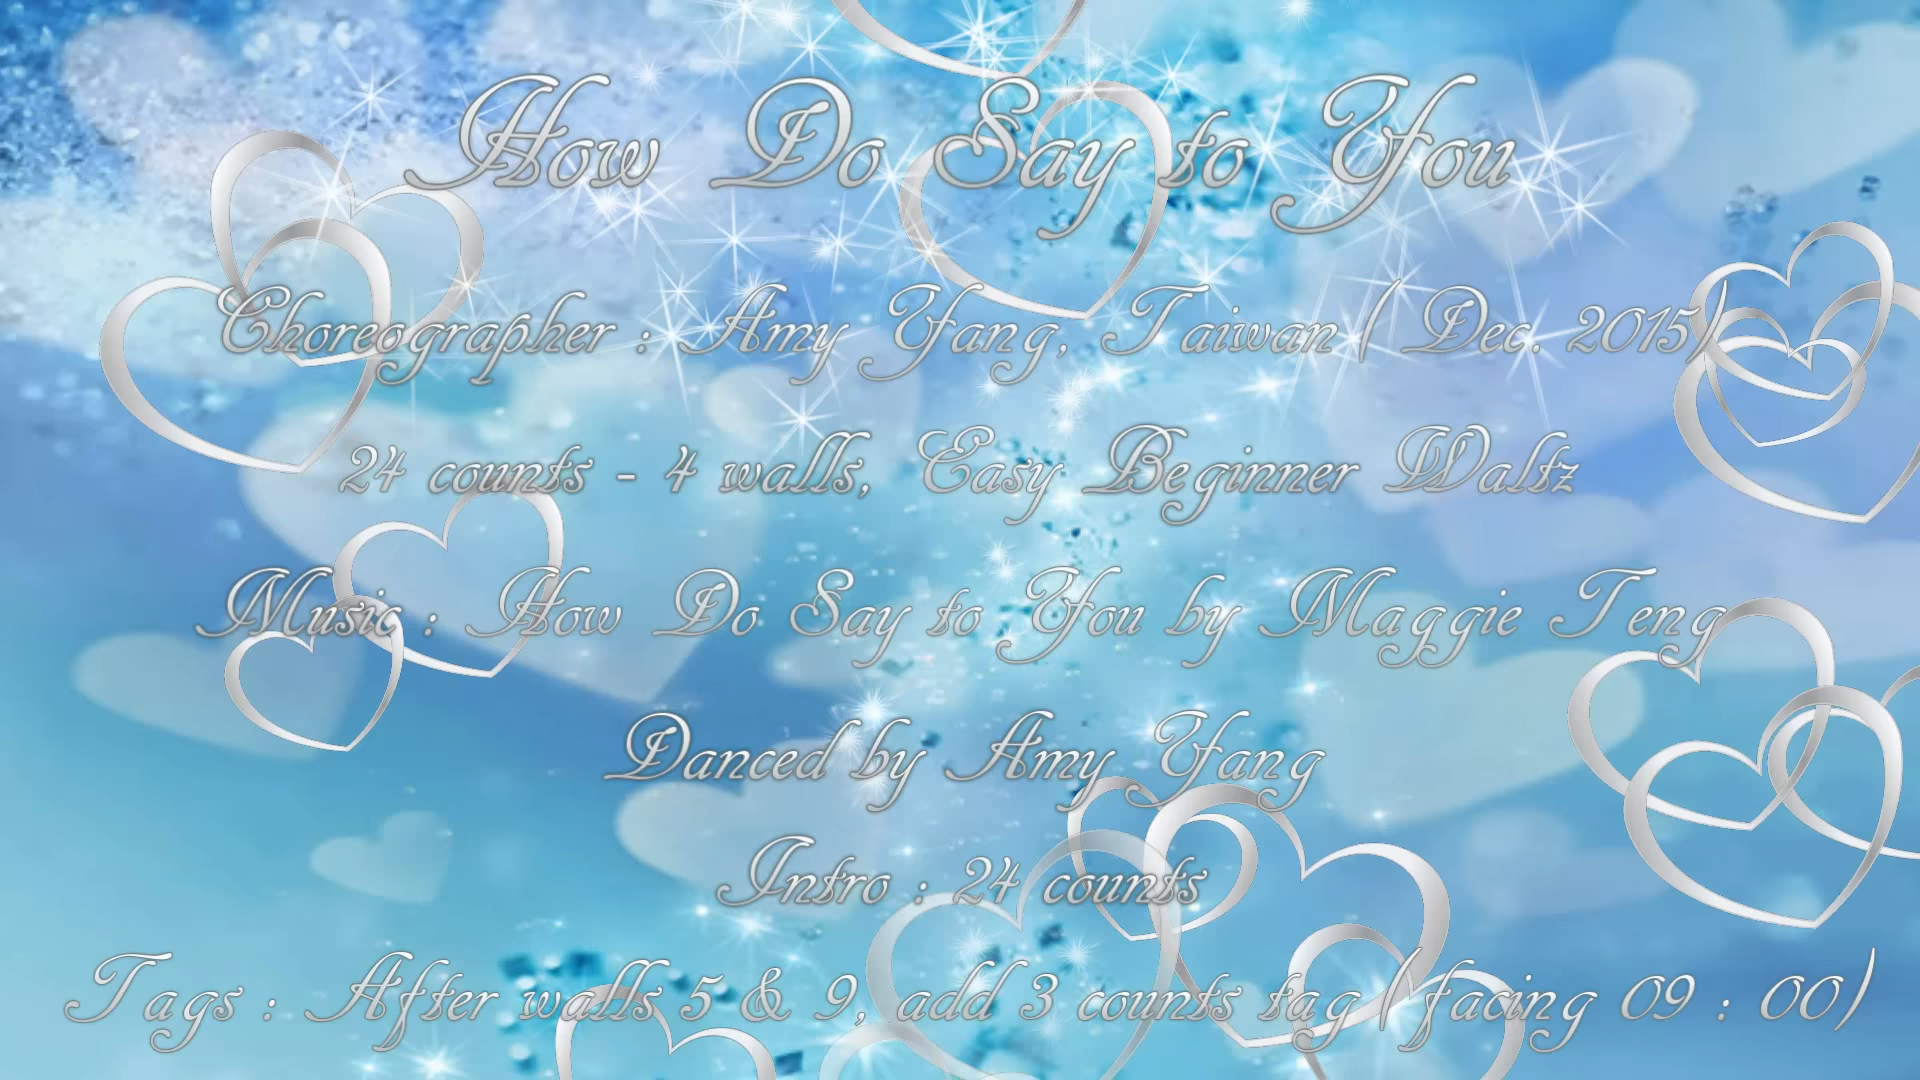 How Do Say to You
Choreographer : Amy Yang, Taiwan ( Dec. 2015)
24 counts - 4 walls, Easy Beginner Waltz
Music : How Do Say to You by Maggie Teng
Danced by Amy Yang
Intro : 24 counts
Tags : After walls 5 & 9, add 3 counts tag (facing 09 : 00)